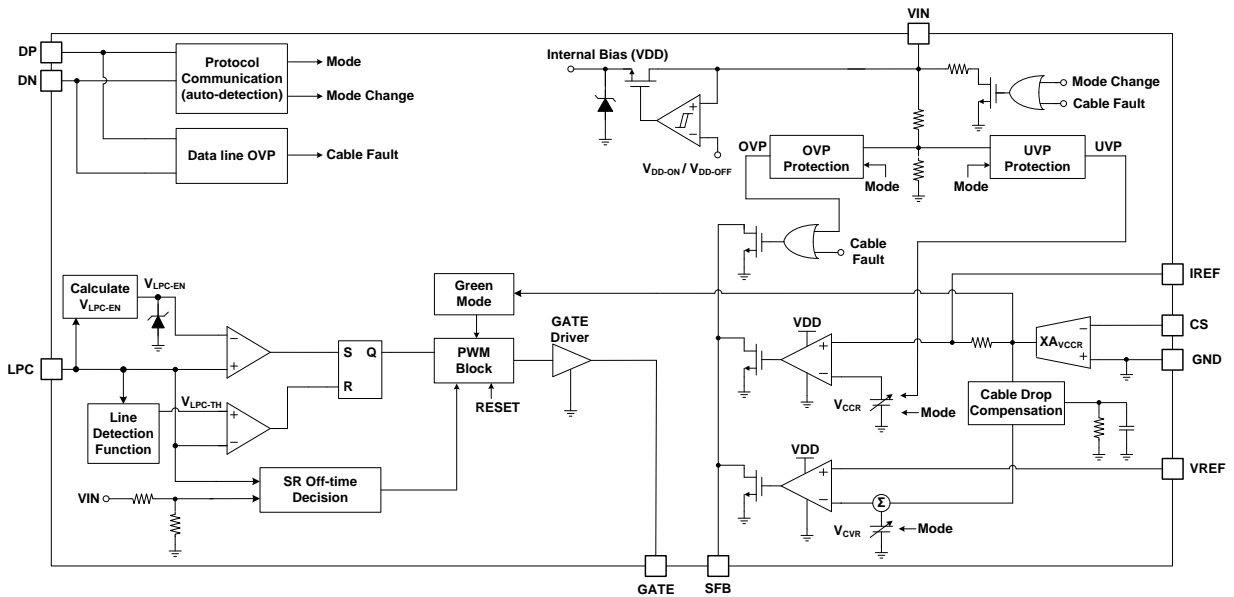 VIN
DP
DN
Protocol
Communication
(auto-detection)
Mode
Mode Change
Data line OVP
Cable Fault
Internal Bias (VDD)
+
−
VDD-ON / VDD-OFF
Mode Change
Cable Fault
OVP
OVP
Protection
Mode
UVP
Protection
UVP
Mode
Cable
Fault
IREF
CS
GND
VREF
Calculate
VLPC-EN
VLPC-EN
−
+
LPC
Line
Detection
Function
VLPC-TH
+
−
S Q
R
Green
Mode
PWM
Block
RESET
GATE
Driver
SR Off-time
Decision
VIN
VDD
+
−
VCCR
Mode
−
XAVCCR
+
Cable Drop
Compensation
VDD
+
−
Σ
VCVR
Mode
GATE
SFB